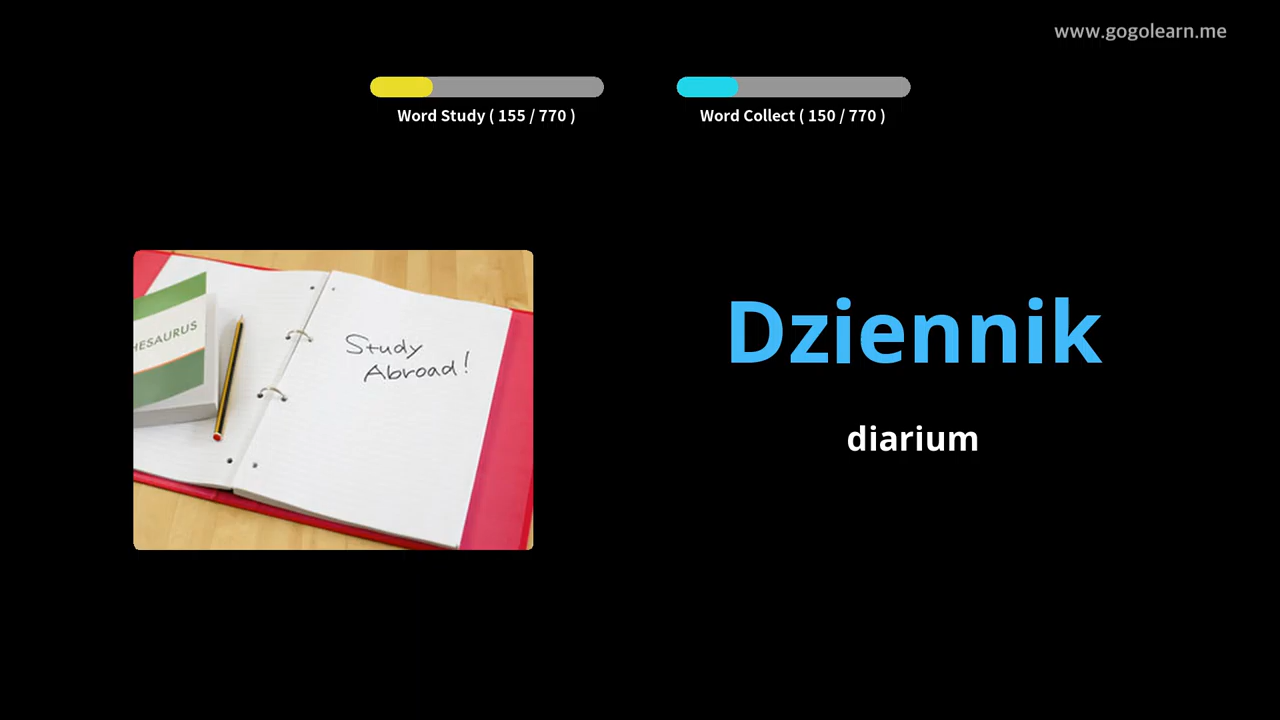 www.gogolearn.me
Word Study ( 155 / 770 )
Word Collect ( 150 / 770 )
HESAURUS
Study
Abroad!
Dziennik
diarium